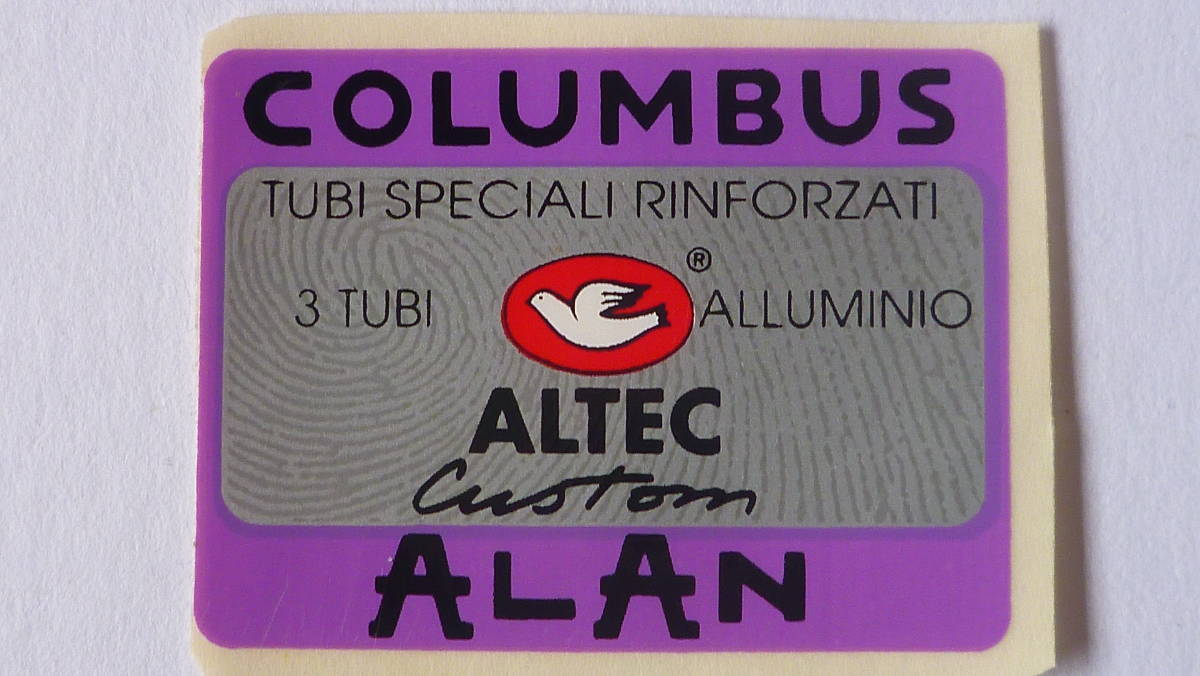 COLUMBUS
TUBI SPECIALI RINFORZATI
3 TUBI ® ALLUMINIO
ALTEC
Custom
ALAN